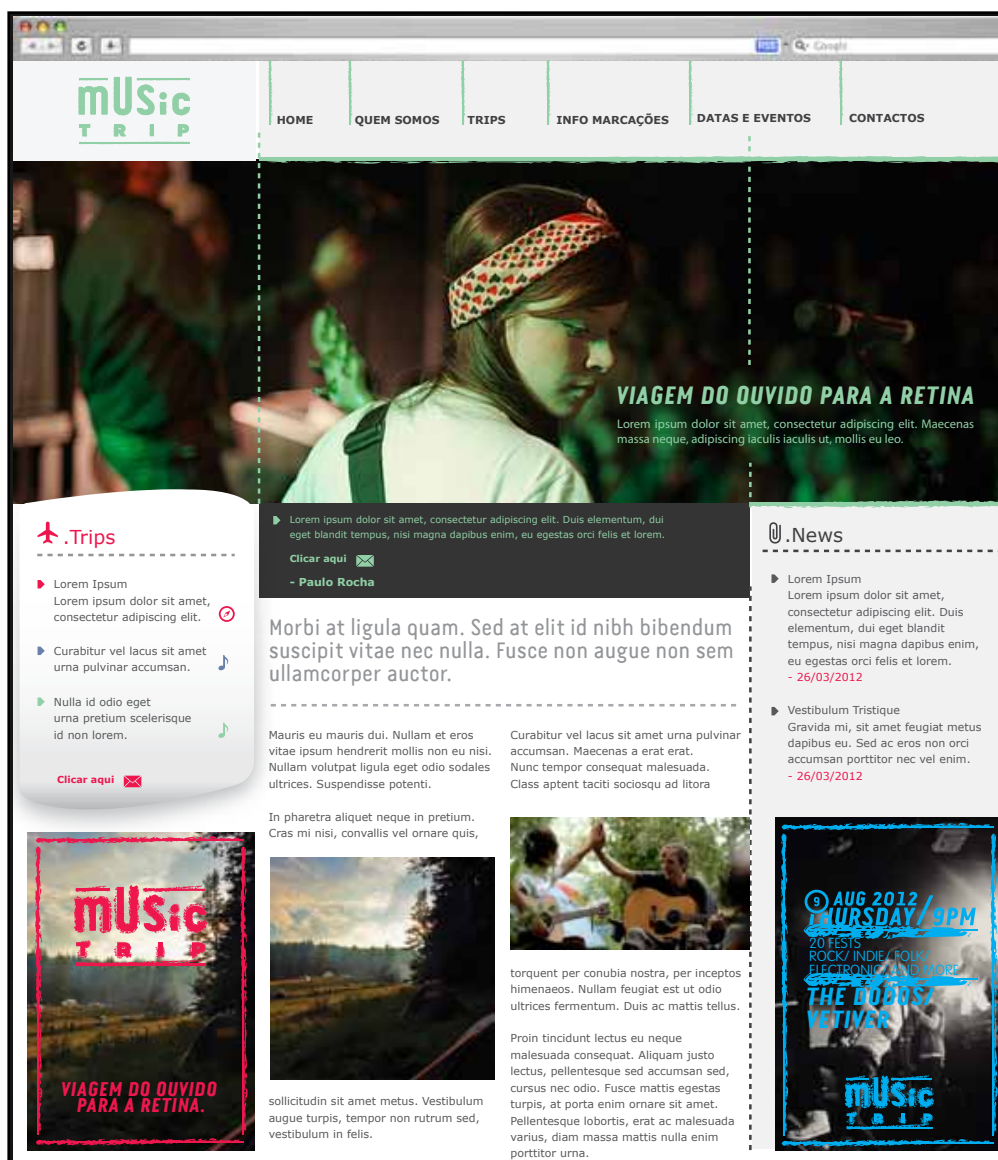 RSS
Google
mUSic
TRIP
HOME
QUEM SOMOS
TRIPS
INFO MARCAÇÕES
DATAS E EVENTOS
CONTACTOS
VIAGEM DO OUVIDO PARA A RETINA
Lorem ipsum dolor sit amet, consectetur adipiscing elit. Maecenas
massa neque, adipiscing iaculis iaculis ut, mollis eu leo.
.Trips
Lorem Ipsum
Lorem ipsum dolor sit amet,
consectetur adipiscing elit.
Curabitur vel lacus sit amet
urna pulvinar accumsan.
Nulla id odio eget
urna pretium scelerisque
id non lorem.
Clicar aqui
mUSic
TRIP
VIAGEM DO OUVIDO
PARA A RETINA.
Lorem ipsum dolor sit amet, consectetur adipiscing elit. Duis elementum, dui
eget blandit tempus, nisi magna dapibus enim, eu egestas orci felis et lorem.
Clicar aqui
- Paulo Rocha
Morbi at ligula quam. Sed at elit id nibh bibendum
suscipit vitae nec nulla. Fusce non augue non sem
ullamcorper auctor.
Mauris eu mauris dui. Nullam et eros
vitae ipsum hendrerit mollis non eu nisi.
Nullam volutpat ligula eget odio sodales
ultrices. Suspendisse potenti.
In pharetra aliquet neque in pretium.
Cras mi nisi, convallis vel ornare quis,
sollicitudin sit amet metus. Vestibulum
augue turpis, tempor non rutrum sed,
vestibulum in felis.
Curabitur vel lacus sit amet urna pulvinar
accumsan. Maecenas a erat erat.
Nunc tempor consequat malesuada.
Class aptent taciti sociosqu ad litora
torquent per conubia nostra, per inceptos
himenaeos. Nullam feugiat est ut odio
ultrices fermentum. Duis ac mattis tellus.
Proin tincidunt lectus eu neque
malesuada consequat. Aliquam justo
lectus, pellentesque sed accumsan sed,
cursus nec odio. Fusce mattis egestas
turpis, at porta enim ornare sit amet.
Pellentesque lobortis, erat ac malesuada
varius, diam massa mattis nulla enim
porttitor urna.
.News
Lorem Ipsum
Lorem ipsum dolor sit amet,
consectetur adipiscing elit. Duis
elementum, dui eget blandit
tempus, nisi magna dapibus enim,
eu egestas orci felis et lorem.
- 26/03/2012
Vestibulum Tristique
Gravida mi, sit amet feugiat metus
dapibus eu. Sed ac eros non orci
accumsan porttitor nec vel enim.
- 26/03/2012
9 AUG 2012/
THURSDAY/9PM
20 FESTS
ROCK/ INDIE/ FOLK/
ELECTRONIC/ AND MORE
THE DODOS/
VETIVER
mUSic
TRIP